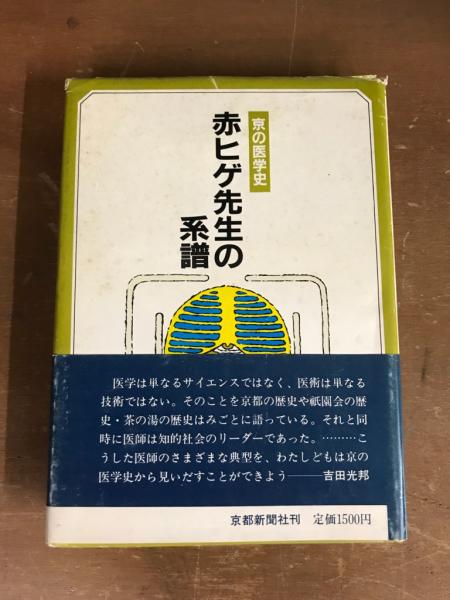 京の医学史
赤ヒゲ先生の
系譜
医学は単なるサイエンスではなく、医術は単なる
技術ではない。そのことを京都の歴史や祇園会の歴
史・茶の湯の歴史はみごとに語っている。それと同
時に医師は知的社会のリーダーであった。………こ
うした医師のさまざまな典型を、わたしどもは京の
医学史から見いだすことができよう――吉田光邦
京都新聞社刊 定価1500円